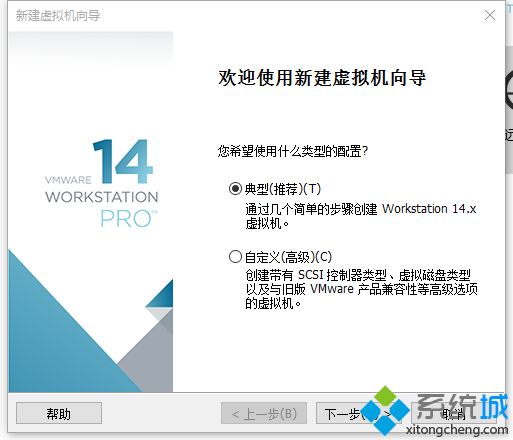 新建虚拟机向导
欢迎使用新建虚拟机向导
您希望使用什么类型的配置?
典型(推荐)(T)
通过几个简单的步骤创建 Workstation 14.x
虚拟机。
自定义(高级)(C)
创建带有 SCSI 控制器类型、虚拟磁盘类型
以及与旧版 VMware 产品兼容性等高级选项
的虚拟机。
VMWARE 14
WORKSTATION
PRO™
帮助
< 上一步(B)
下一步( >
取消
系统城
xitongcheng.com